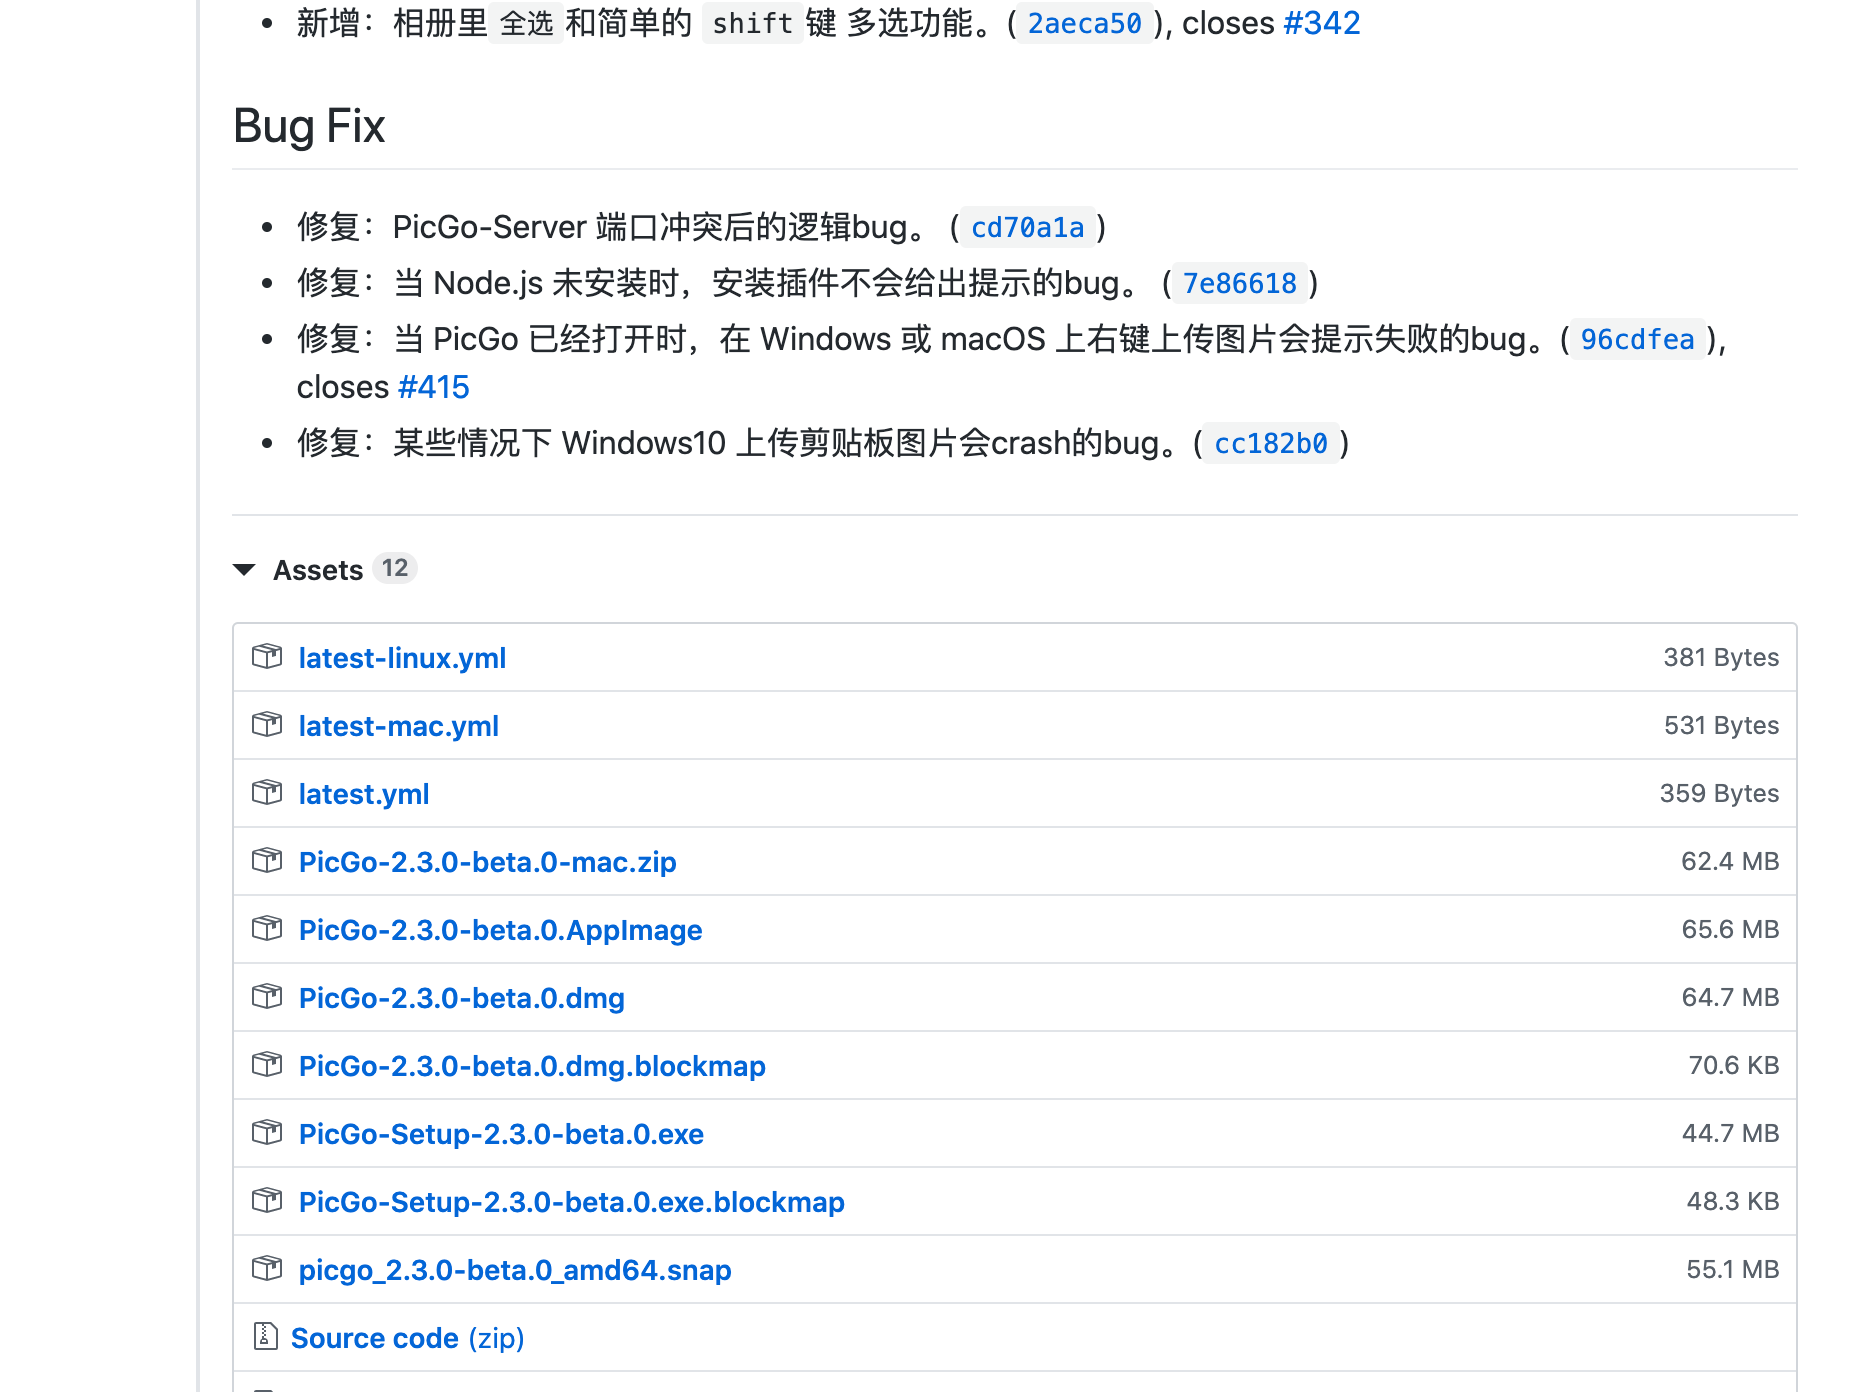 新增：相册里 全选 和简单的 shift 键 多选功能。( 2aeca50 ), closes #342
Bug Fix
修复：PicGo-Server 端口冲突后的逻辑bug。 ( cd70a1a )
修复：当 Node.js 未安装时，安装插件不会给出提示的bug。 ( 7e86618 )
修复：当 PicGo 已经打开时，在 Windows 或 macOS 上右键上传图片会提示失败的bug。( 96cdfea ),
closes #415
修复：某些情况下 Windows10 上传剪贴板图片会crash的bug。( cc182b0 )
Assets 12
latest-linux.yml 381 Bytes
latest-mac.yml 531 Bytes
latest.yml 359 Bytes
PicGo-2.3.0-beta.0-mac.zip 62.4 MB
PicGo-2.3.0-beta.0.AppImage 65.6 MB
PicGo-2.3.0-beta.0.dmg 64.7 MB
PicGo-2.3.0-beta.0.dmg.blockmap 70.6 KB
PicGo-Setup-2.3.0-beta.0.exe 44.7 MB
PicGo-Setup-2.3.0-beta.0.exe.blockmap 48.3 KB
picgo_2.3.0-beta.0_amd64.snap 55.1 MB
Source code (zip)